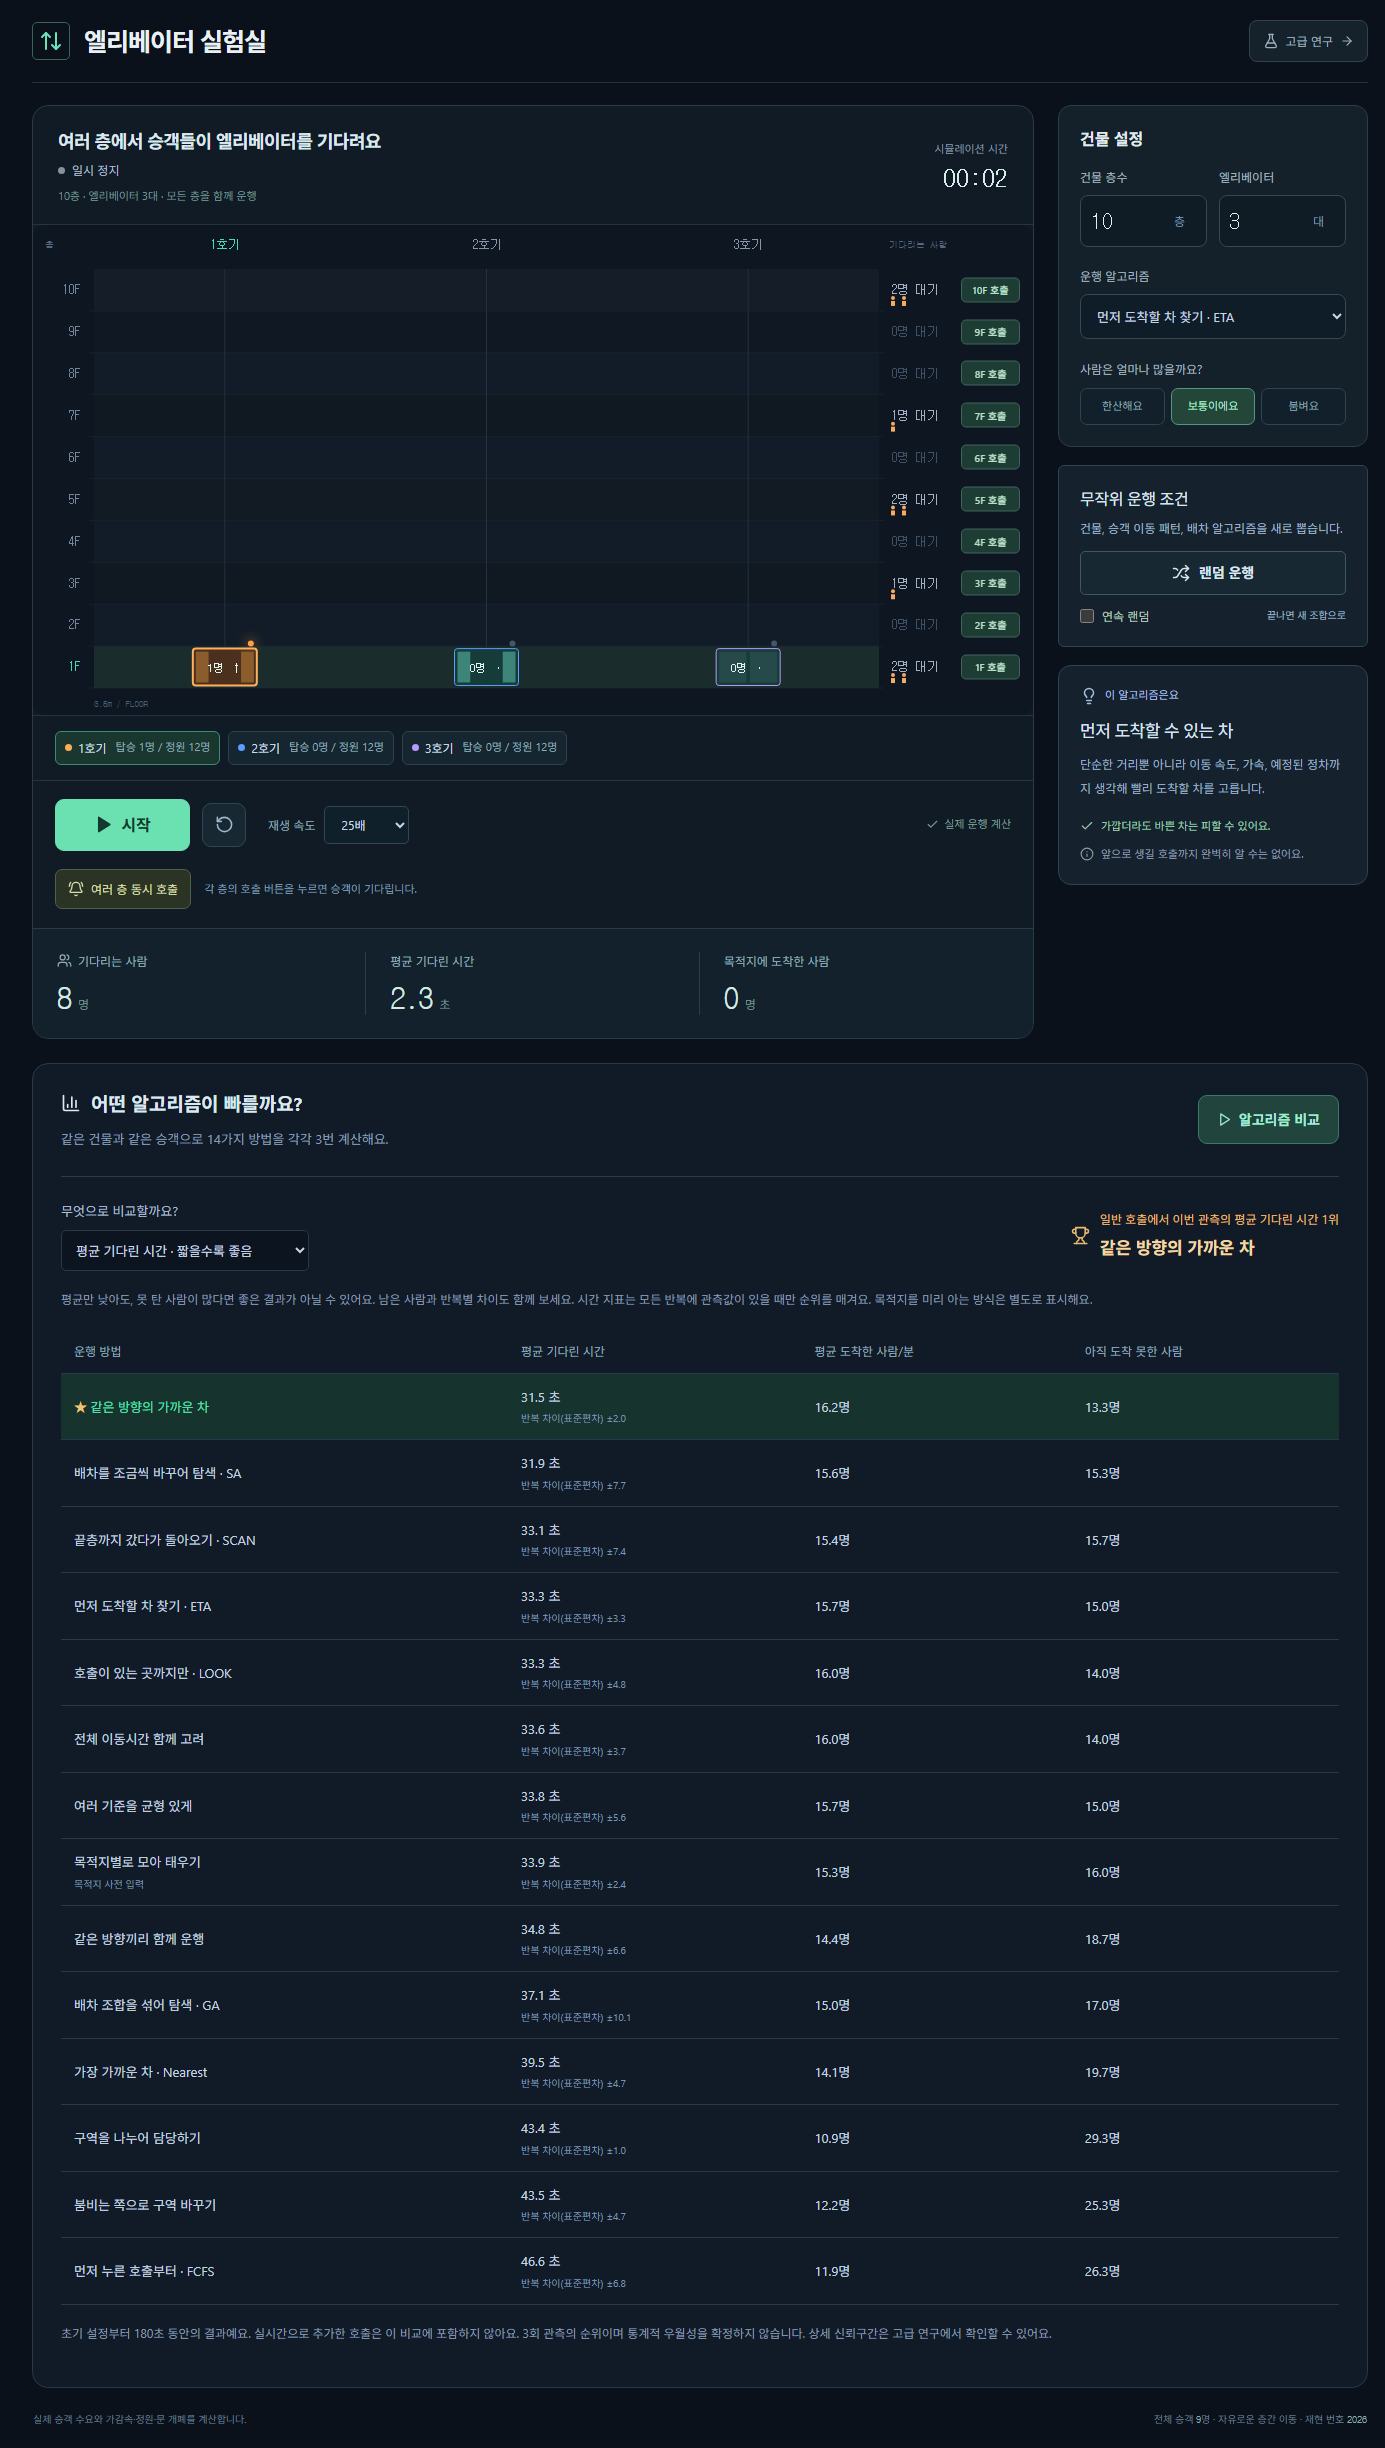 엘리베이터 실험실
고급 연구
여러 층에서 승객들이 엘리베이터를 기다려요
일시 정지
10층 · 엘리베이터 3대 · 모든 층을 함께 운행
시뮬레이션 시간
00:02
층
1호기
2호기
3호기
기다리는 사람
10F
2명 대기
10F 호출
9F
0명 대기
9F 호출
8F
0명 대기
8F 호출
7F
1명 대기
7F 호출
6F
0명 대기
6F 호출
5F
2명 대기
5F 호출
4F
0명 대기
4F 호출
3F
1명 대기
3F 호출
2F
0명 대기
2F 호출
1F
1명 ↑
0명 ·
0명 ·
2명 대기
1F 호출
3.6m / FLOOR
1호기 탑승 1명 / 정원 12명
2호기 탑승 0명 / 정원 12명
3호기 탑승 0명 / 정원 12명
시작
재생 속도
25배
실제 운행 계산
여러 층 동시 호출
각 층의 호출 버튼을 누르면 승객이 기다립니다.
기다리는 사람
8 명
평균 기다린 시간
2.3 초
목적지에 도착한 사람
0 명
건물 설정
건물 층수
엘리베이터
10 층
3 대
운행 알고리즘
먼저 도착할 차 찾기 · ETA
사람은 얼마나 많을까요?
한산해요
보통이에요
붐벼요
무작위 운행 조건
건물, 승객 이동 패턴, 배차 알고리즘을 새로 뽑습니다.
랜덤 운행
연속 랜덤
끝나면 새 조합으로
이 알고리즘은요
먼저 도착할 수 있는 차
단순한 거리뿐 아니라 이동 속도, 가속, 예정된 정차까
지 생각해 빨리 도착할 차를 고릅니다.
가깝더라도 바쁜 차는 피할 수 있어요.
앞으로 생길 호출까지 완벽히 알 수는 없어요.
어떤 알고리즘이 빠를까요?
같은 건물과 같은 승객으로 14가지 방법을 각각 3번 계산해요.
알고리즘 비교
무엇으로 비교할까요?
평균 기다린 시간 · 짧을수록 좋음
일반 호출에서 이번 관측의 평균 기다린 시간 1위
같은 방향의 가까운 차
평균만 낮아도, 못 탄 사람이 많다면 좋은 결과가 아닐 수 있어요. 남은 사람과 반복별 차이도 함께 보세요. 시간 지표는 모든 반복에 관측값이 있을 때만 순위를 매겨요. 목적지를 미리 아는 방식은 별도로 표시해요.
운행 방법
평균 기다린 시간
평균 도착한 사람/분
아직 도착 못한 사람
★ 같은 방향의 가까운 차
31.5 초
반복 차이(표준편차) ±2.0
16.2명
13.3명
배차를 조금씩 바꾸어 탐색 · SA
31.9 초
반복 차이(표준편차) ±7.7
15.6명
15.3명
끝층까지 갔다가 돌아오기 · SCAN
33.1 초
반복 차이(표준편차) ±7.4
15.4명
15.7명
먼저 도착할 차 찾기 · ETA
33.3 초
반복 차이(표준편차) ±3.3
15.7명
15.0명
호출이 있는 곳까지만 · LOOK
33.3 초
반복 차이(표준편차) ±4.8
16.0명
14.0명
전체 이동시간 함께 고려
33.6 초
반복 차이(표준편차) ±3.7
16.0명
14.0명
여러 기준을 균형 있게
33.8 초
반복 차이(표준편차) ±5.6
15.7명
15.0명
목적지별로 모아 태우기
목적지 사전 입력
33.9 초
반복 차이(표준편차) ±2.4
15.3명
16.0명
같은 방향끼리 함께 운행
34.8 초
반복 차이(표준편차) ±6.6
14.4명
18.7명
배차 조합을 섞어 탐색 · GA
37.1 초
반복 차이(표준편차) ±10.1
15.0명
17.0명
가장 가까운 차 · Nearest
39.5 초
반복 차이(표준편차) ±4.7
14.1명
19.7명
구역을 나누어 담당하기
43.4 초
반복 차이(표준편차) ±1.0
10.9명
29.3명
붐비는 쪽으로 구역 바꾸기
43.5 초
반복 차이(표준편차) ±4.7
12.2명
25.3명
먼저 누른 호출부터 · FCFS
46.6 초
반복 차이(표준편차) ±6.8
11.9명
26.3명
초기 설정부터 180초 동안의 결과예요. 실시간으로 추가한 호출은 이 비교에 포함하지 않아요. 3회 관측의 순위이며 통계적 우월성을 확정하지 않습니다. 상세 신뢰구간은 고급 연구에서 확인할 수 있어요.
실제 승객 수요와 가감속·정원·문 개폐를 계산합니다.
전체 승객 9명 · 자유로운 층간 이동 · 재현 번호 2026